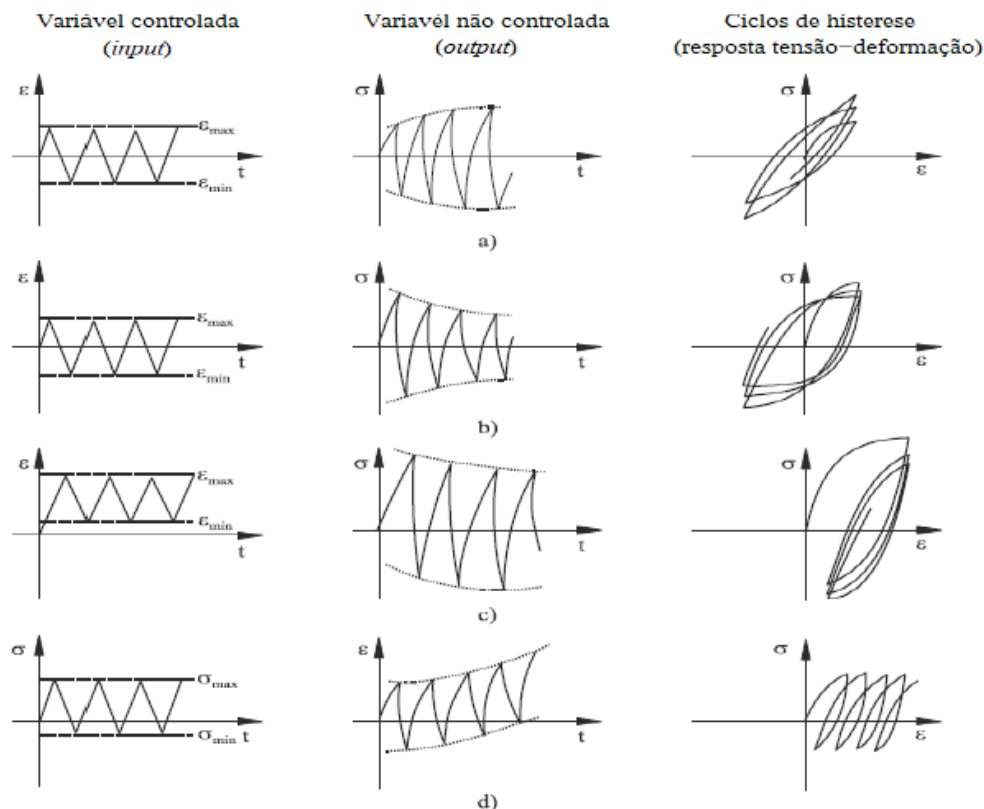 Variável controlada
(input)
Variavél não controlada
(output)
Ciclos de histerese
(resposta tensão−deformação)
ε
εmax
t
εmin
σ
t
σ
ε
a)
ε
εmax
t
εmin
σ
t
σ
ε
b)
ε
εmax
εmin
t
σ
t
σ
ε
c)
σ
σmax
σmin
t
ε
t
σ
ε
d)